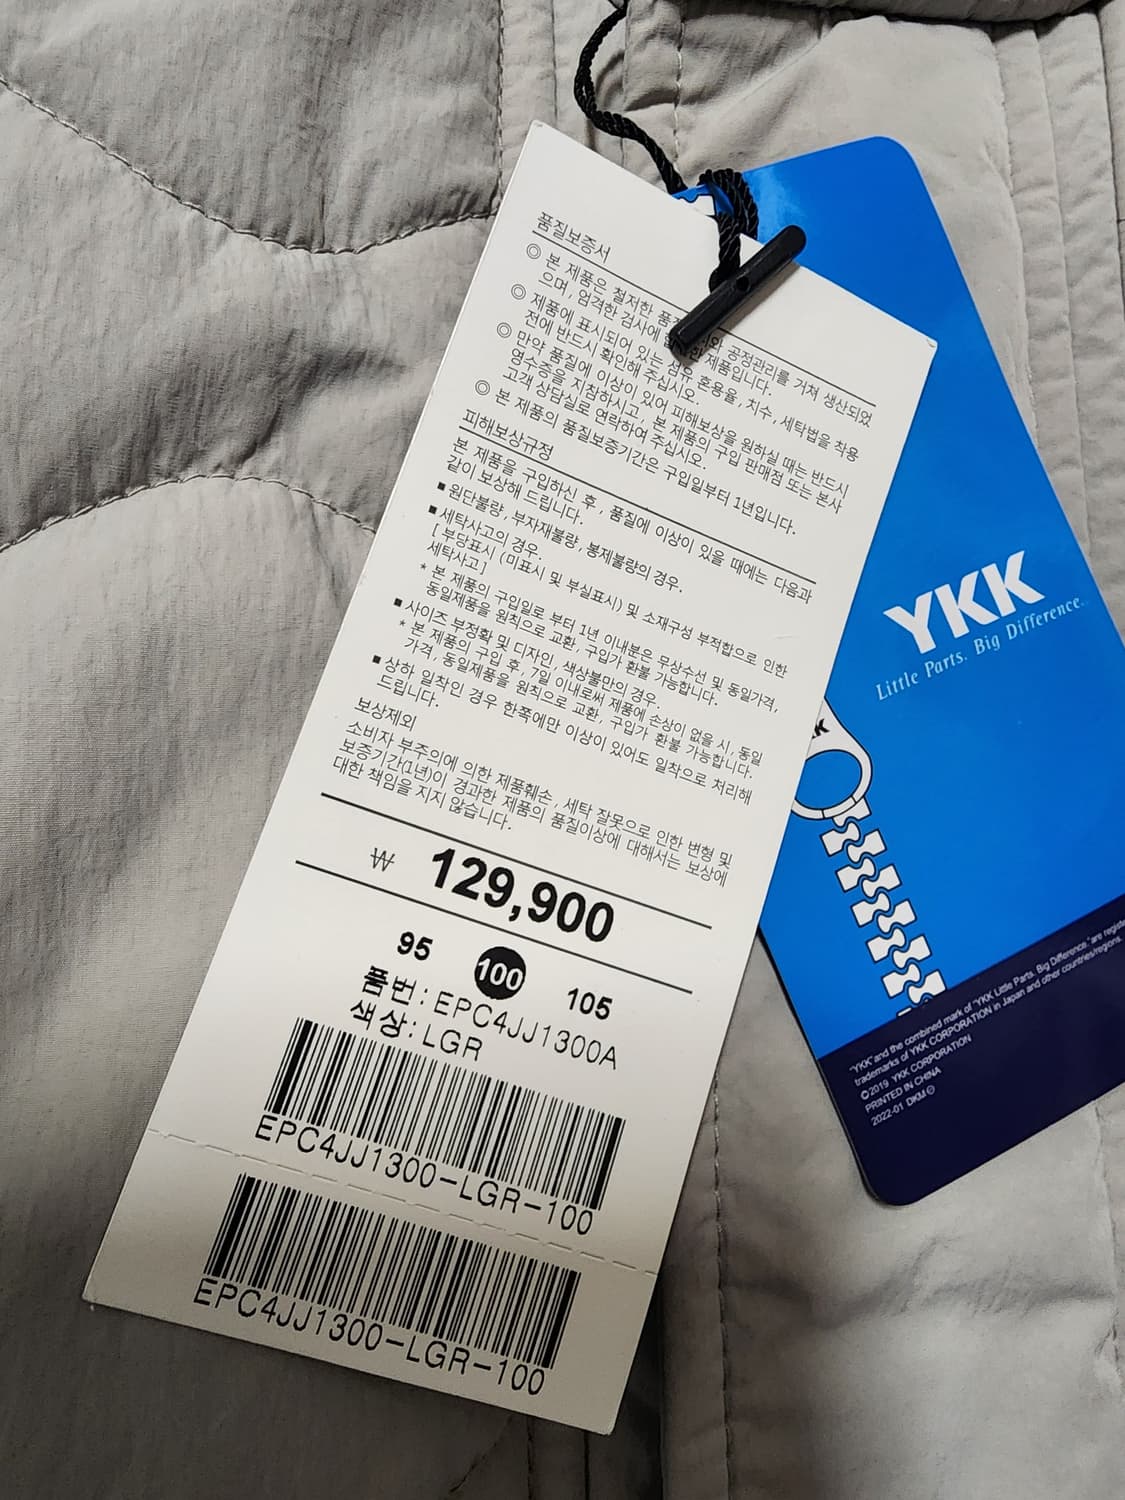 품질보증서
◎ 본 제품은 철저한 품질 공정관리를 거쳐 생산되었
으며, 엄격한 검사에 제품입니다.
◎ 제품에 표시되어 있는 섬유 혼용율, 치수, 세탁법을 착용
전에 반드시 확인해 주십시오.
◎ 만약 품질에 이상이 있어 피해보상을 원하실 때는 반드시
영수증을 지참하시고, 본 제품의 구입 판매점 또는 본사
고객 상담실로 연락하여 주십시오.
◎ 본 제품의 품질보증기간은 구입일부터 1년입니다.
피해보상규정
본 제품을 구입하신 후, 품질에 이상이 있을 때에는 다음과
같이 보상해 드립니다.
■ 원단불량, 부자재불량, 봉제불량의 경우.
■ 세탁사고의 경우.
[ 부당표시 (미표시 및 부실표시) 및 소재구성 부적합으로 인한
세탁사고 ]
* 본 제품의 구입일로 부터 1년 이내분은 무상수선 및 동일가격,
동일제품을 원칙으로 교환, 구입가 환불 가능합니다.
■ 사이즈 부정확 및 디자인, 색상불만의 경우.
* 본 제품의 구입 후, 7일 이내로써 제품에 손상이 없을 시, 동일
가격, 동일제품을 원칙으로 교환, 구입가 환불 가능합니다.
■ 상하 일착인 경우 한쪽에만 이상이 있어도 일착으로 처리해
드립니다.
보상제외
소비자 부주의에 의한 제품훼손, 세탁 잘못으로 인한 변형 및
보증기간(1년)이 경과한 제품의 품질이상에 대해서는 보상에
대한 책임을 지지 않습니다.
₩ 129,900
95 100 105
품번: EPC4JJ1300A
색상: LGR
EPC4JJ1300-LGR-100
EPC4JJ1300-LGR-100
YKK
Little Parts. Big Difference.
"YKK" and the combined mark of "YKK Little Parts. Big Difference." are
trademarks of YKK CORPORATION in Japan and other countries/regions.
©2019 YKK CORPORATION
PRINTED IN CHINA
2022-01 DKM